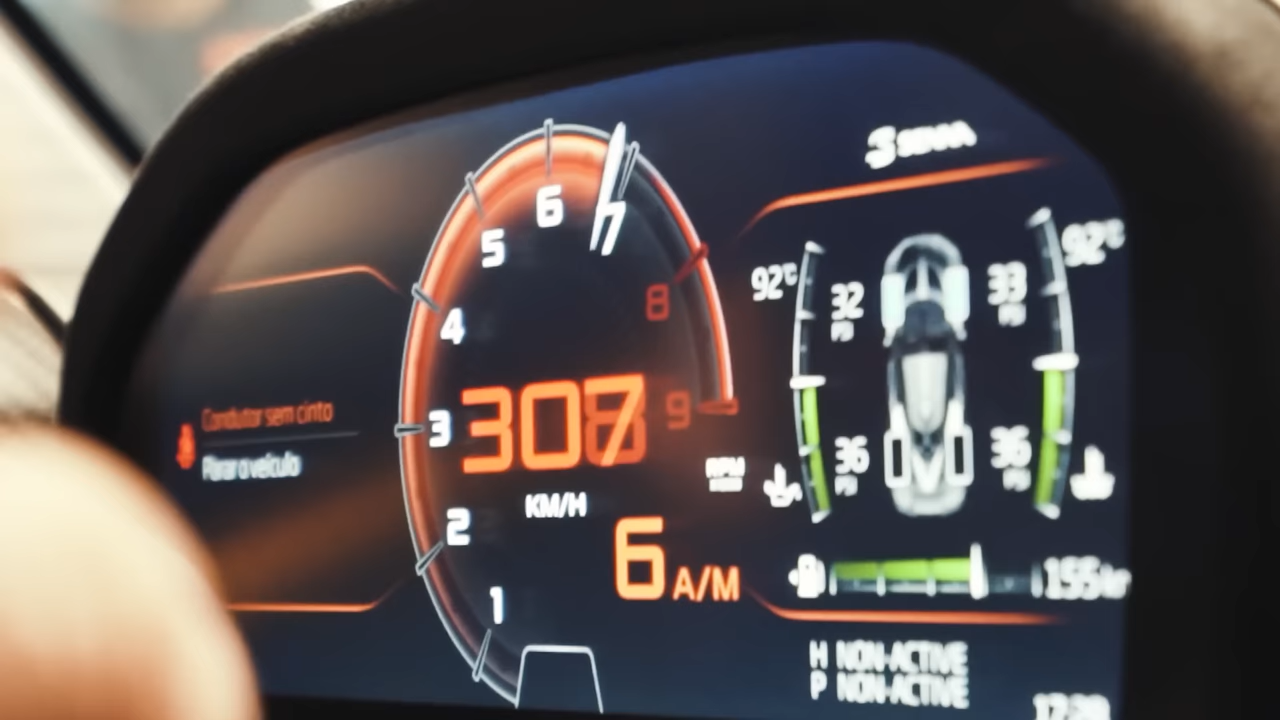 SENNA
Condutor sem cinto
Parar o veículo
1
2
3
4
5
6
7
8
9
307
KM/H
RPM
6 A/M
92°C
92°C
32
33
36
36
H NON-ACTIVE
P NON-ACTIVE